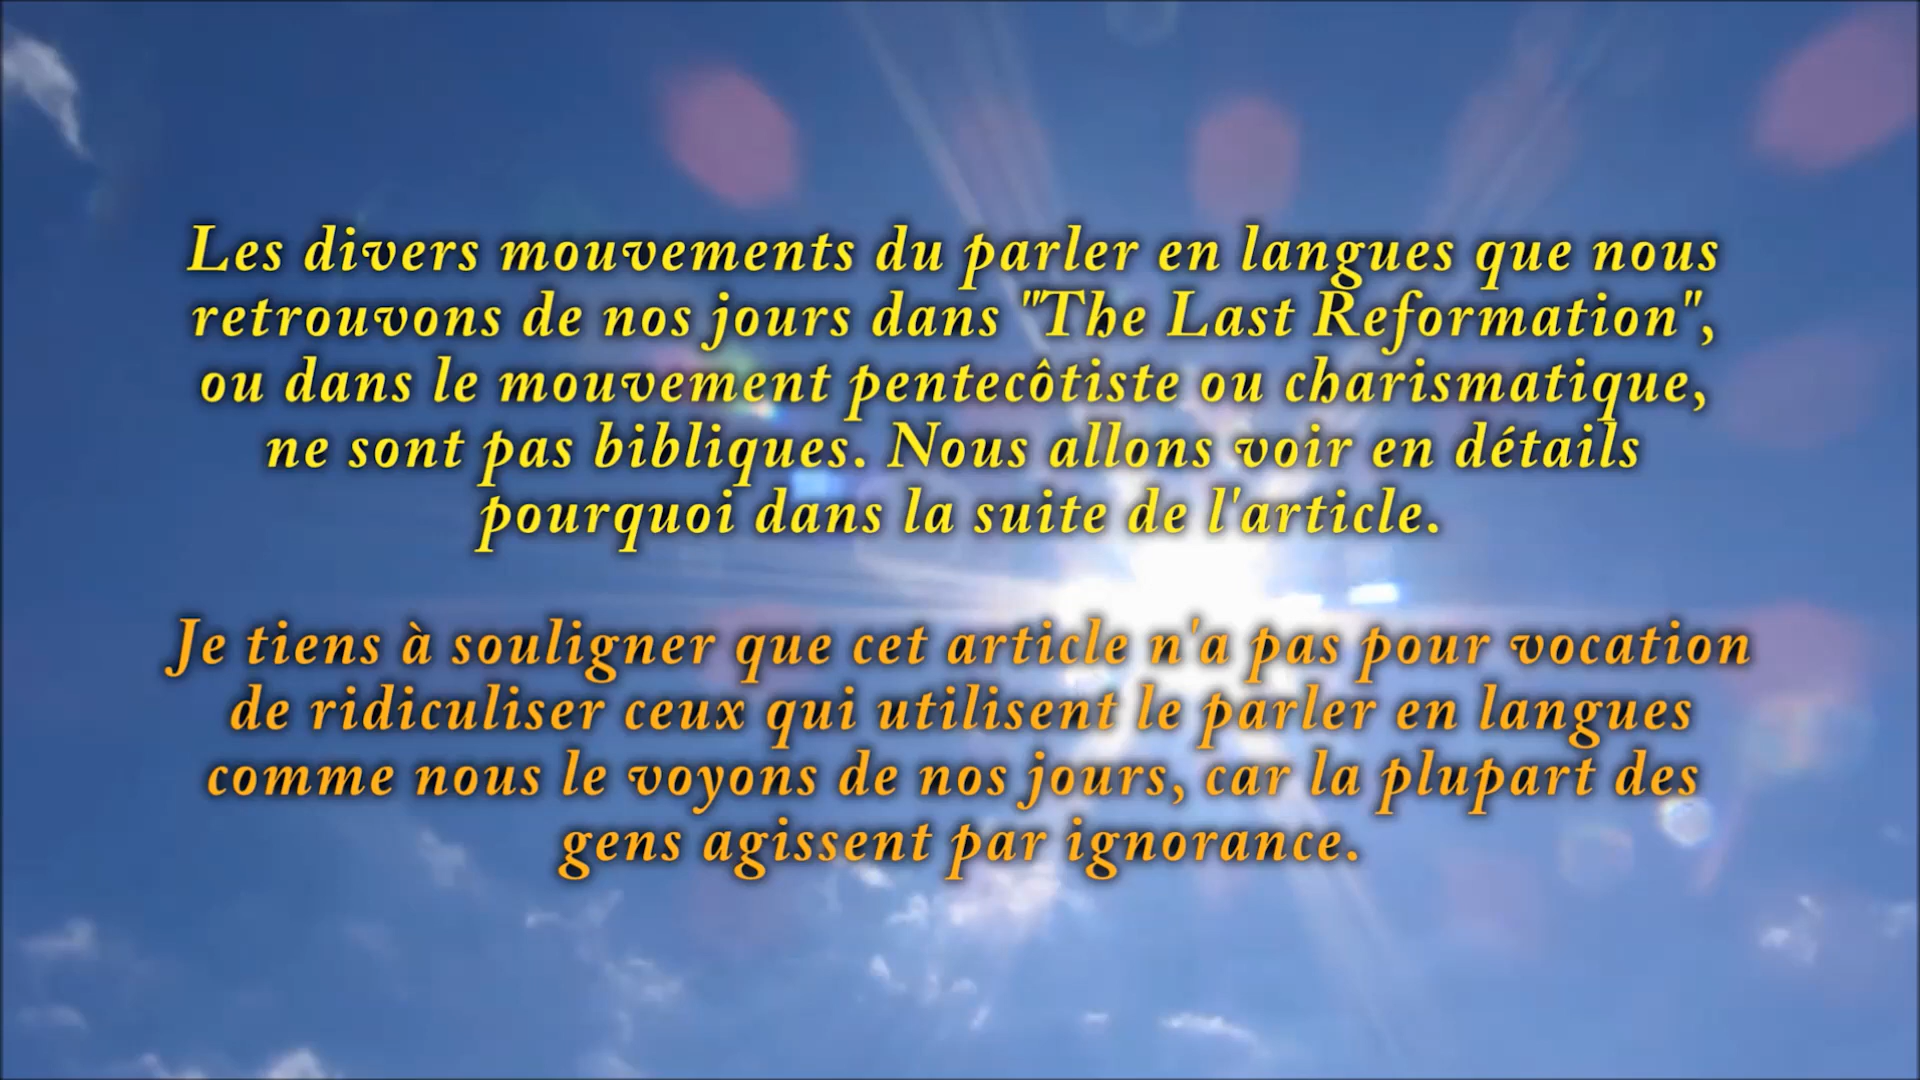 Les divers mouvements du parler en langues que nous
retrouvons de nos jours dans "The Last Reformation",
ou dans le mouvement pentecôtiste ou charismatique,
ne sont pas bibliques. Nous allons voir en détails
pourquoi dans la suite de l'article.
Je tiens à souligner que cet article n'a pas pour vocation
de ridiculiser ceux qui utilisent le parler en langues
comme nous le voyons de nos jours, car la plupart des
gens agissent par ignorance.